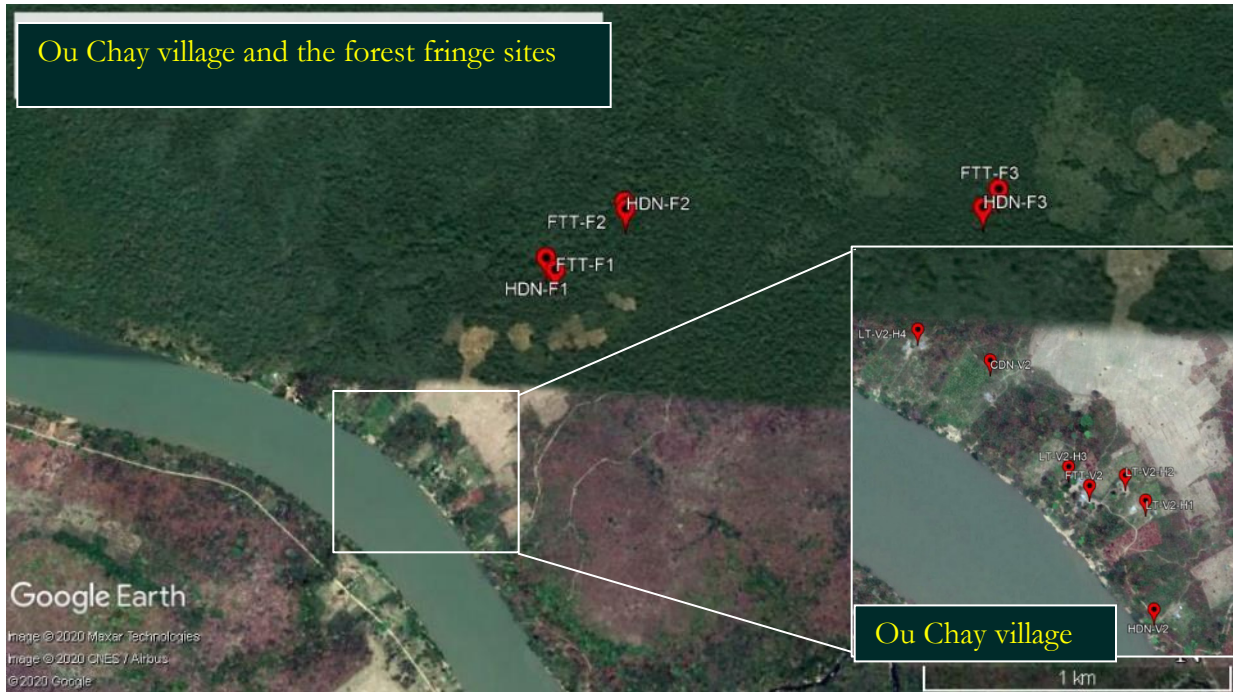 Ou Chay village and the forest fringe sites
FTT-F3
HDN-F3
HDN-F2
FTT-F2
FTT-F1
HDN-F1
LT-V2-H4
CDN-V2
LT-V2-H3
FTT-V2
LT-V2-H2
LT-V2-H1
HDN-V2
Ou Chay village
N
1 km
Google Earth
Image © 2020 Maxar Technologies
Image © 2020 CNES / Airbus
© 2020 Google